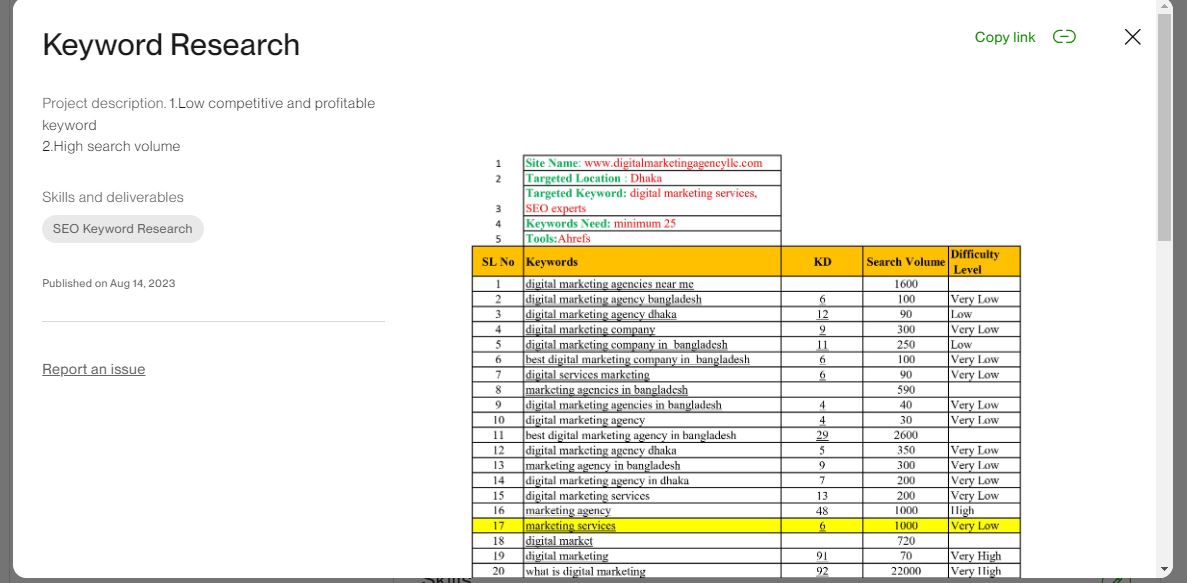 Keyword Research
Copy link
Project description. 1.Low competitive and profitable
keyword
2.High search volume
Skills and deliverables
SEO Keyword Research
Published on Aug 14, 2023
Report an issue
1 Site Name: www.digitalmarketingagencyllc.com
2 Targeted Location : Dhaka
Targeted Keyword: digital marketing services,
3 SEO experts
4 Keywords Need: minimum 25
5 Tools:Ahrefs
SL No Keywords KD Search Volume Difficulty
Level
1 digital marketing agencies near me 1600
2 digital marketing agency bangladesh 6 100 Very Low
3 digital marketing agency dhaka 12 90 Low
4 digital marketing company 9 300 Very Low
5 digital marketing company in bangladesh 11 250 Low
6 best digital marketing company in bangladesh 6 100 Very Low
7 digital services marketing 6 90 Very Low
8 marketing agencies in bangladesh 590
9 digital marketing agencies in bangladesh 4 40 Very Low
10 digital marketing agency 4 30 Very Low
11 best digital marketing agency in bangladesh 29 2600
12 digital marketing agency dhaka 5 350 Very Low
13 marketing agency in bangladesh 9 300 Very Low
14 digital marketing agency in dhaka 7 200 Very Low
15 digital marketing services 13 200 Very Low
16 marketing agency 48 1000 High
17 marketing services 6 1000 Very Low
18 digital market 720
19 digital marketing 91 70 Very High
20 what is digital marketing 92 22000 Very High
Skills